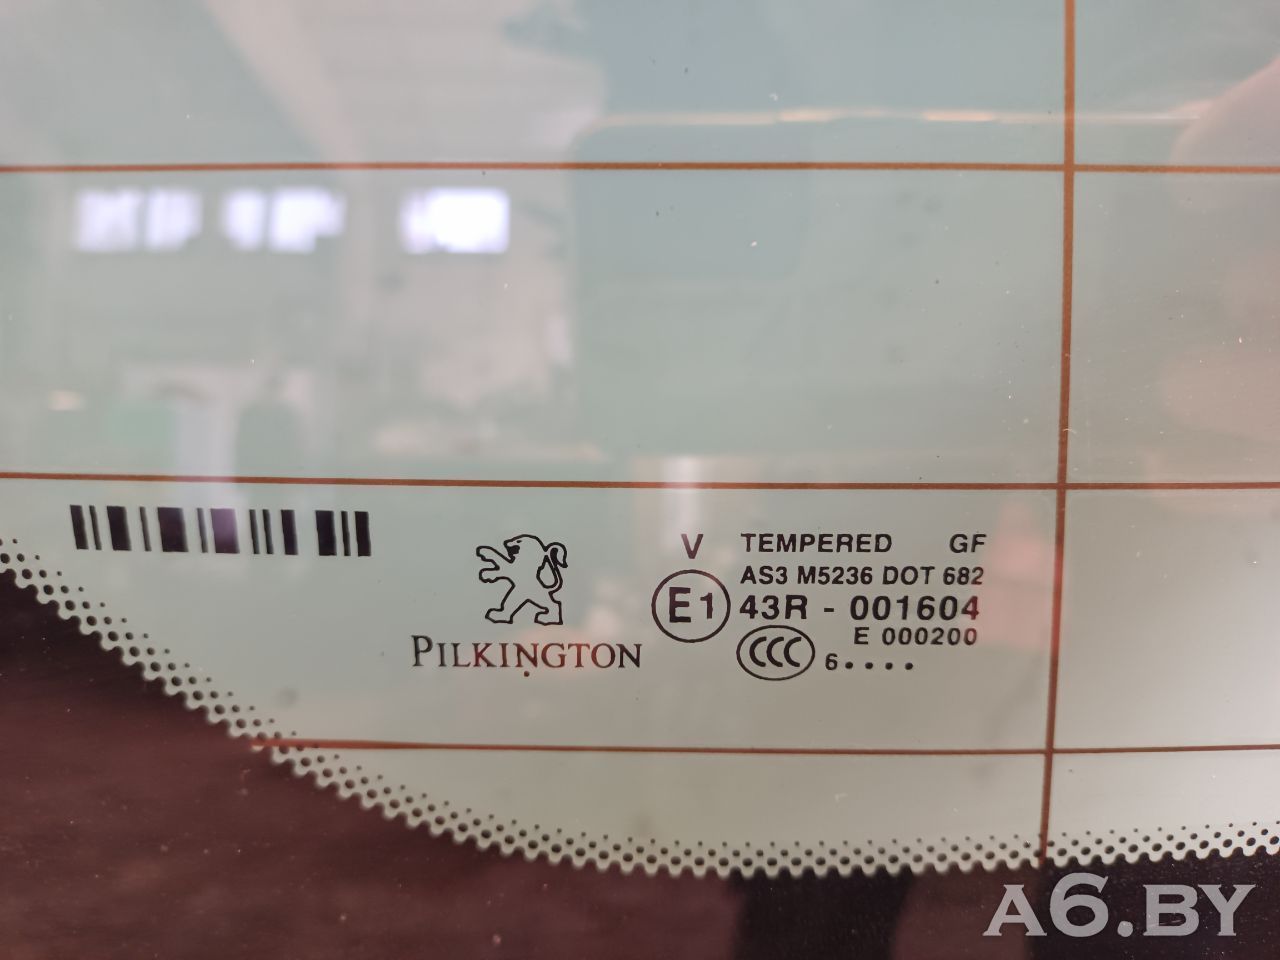 V TEMPERED GF
AS3 M5236 DOT 682
E1 43R - 001604
E 000200
CCC 6....
PILKINGTON
A6.BY